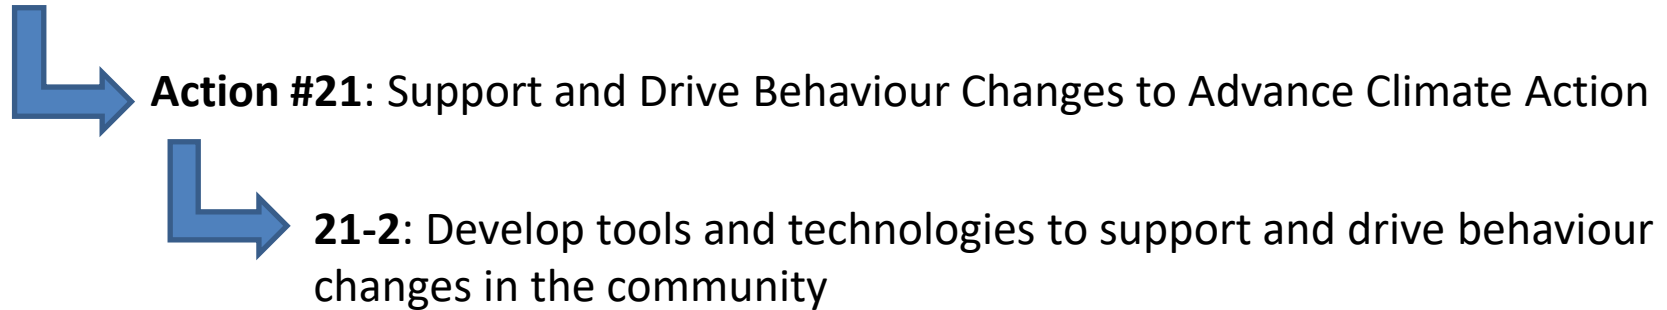 Action #21: Support and Drive Behaviour Changes to Advance Climate Action
21-2: Develop tools and technologies to support and drive behaviour
changes in the community